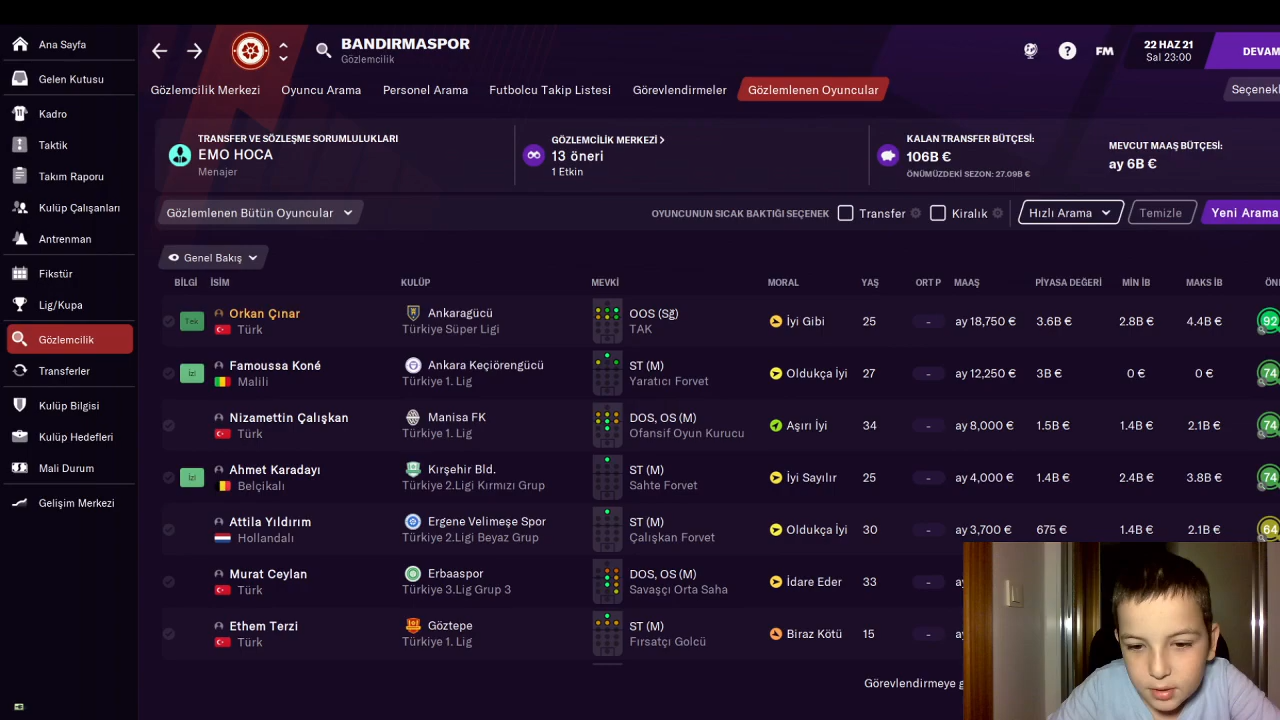 Ana Sayfa
Gelen Kutusu
Kadro
Taktik
Takım Raporu
Kulüp Çalışanları
Antrenman
Fikstür
Lig/Kupa
Gözlemcilik
Transferler
Kulüp Bilgisi
Kulüp Hedefleri
Mali Durum
Gelişim Merkezi
BANDIRMASPOR
Gözlemcilik
? FM
22 HAZ 21
Sal 23:00
DEVAM
Gözlemcilik Merkezi Oyuncu Arama Personel Arama Futbolcu Takip Listesi Görevlendirmeler Gözlemlenen Oyuncular
TRANSFER VE SÖZLEŞME SORUMLULUKLARI
EMO HOCA
Menajer
GÖZLEMCİLİK MERKEZİ >
13 öneri
1 Etkin
KALAN TRANSFER BÜTÇESİ:
106B €
ÖNÜMÜZDEKİ SEZON: 27.09B €
MEVCUT MAAŞ BÜTÇESİ:
ay 6B €
Gözlemlenen Bütün Oyuncular
OYUNCUNUN SICAK BAKTIĞI SEÇENEK Transfer Kiralık Hızlı Arama Temizle Yeni Arama
Genel Bakış
BİLGİ İSİM KULÜP MEVKİ MORAL YAŞ ORT P MAAŞ PİYASA DEĞERİ MIN İB MAKS İB
Tek Orkan Çınar Ankaragücü OOS (Sg) İyi Gibi 25 - ay 18,750 € 3.6B € 2.8B € 4.4B € 92
Türk Türkiye Süper Ligi TAK
İzl Famoussa Koné Ankara Keçiörengücü ST (M) Oldukça İyi 27 - ay 12,250 € 3B € 0 € 0 € 74
Malili Türkiye 1. Lig Yaratıcı Forvet
Nizamettin Çalışkan Manisa FK DOS, OS (M) Aşırı İyi 34 - ay 8,000 € 1.5B € 1.4B € 2.1B € 74
Türk Türkiye 1. Lig Ofansif Oyun Kurucu
İzl Ahmet Karadayı Kırşehir Bld. ST (M) İyi Sayılır 25 - ay 4,000 € 1.4B € 2.4B € 3.8B € 74
Belçikalı Türkiye 2.Ligi Kırmızı Grup Sahte Forvet
Attila Yıldırım Ergene Velimeşe Spor ST (M) Oldukça İyi 30 - ay 3,700 € 675 € 1.4B € 2.1B € 64
Hollandalı Türkiye 2.Ligi Beyaz Grup Çalışkan Forvet
Murat Ceylan Erbaaspor DOS, OS (M) İdare Eder 33 - ay
Türk Türkiye 3.Lig Grup 3 Savaşçı Orta Saha
Ethem Terzi Göztepe ST (M) Biraz Kötü 15 - ay
Türk Türkiye 1. Lig Fırsatçı Golcü
Görevlendirmeye